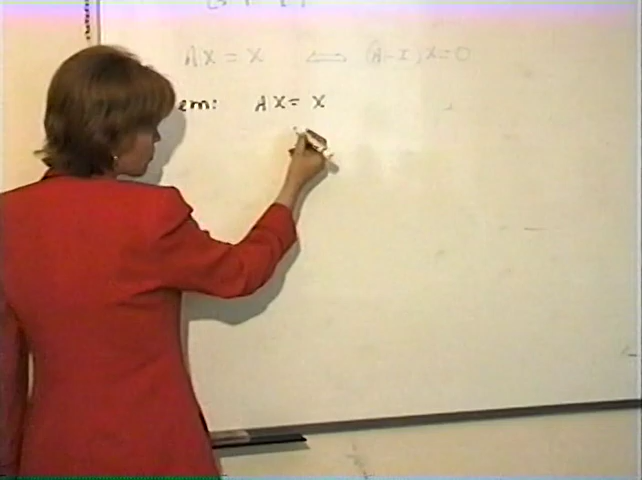 AX = X ⟺ (A-I)X=0
em: AX= X